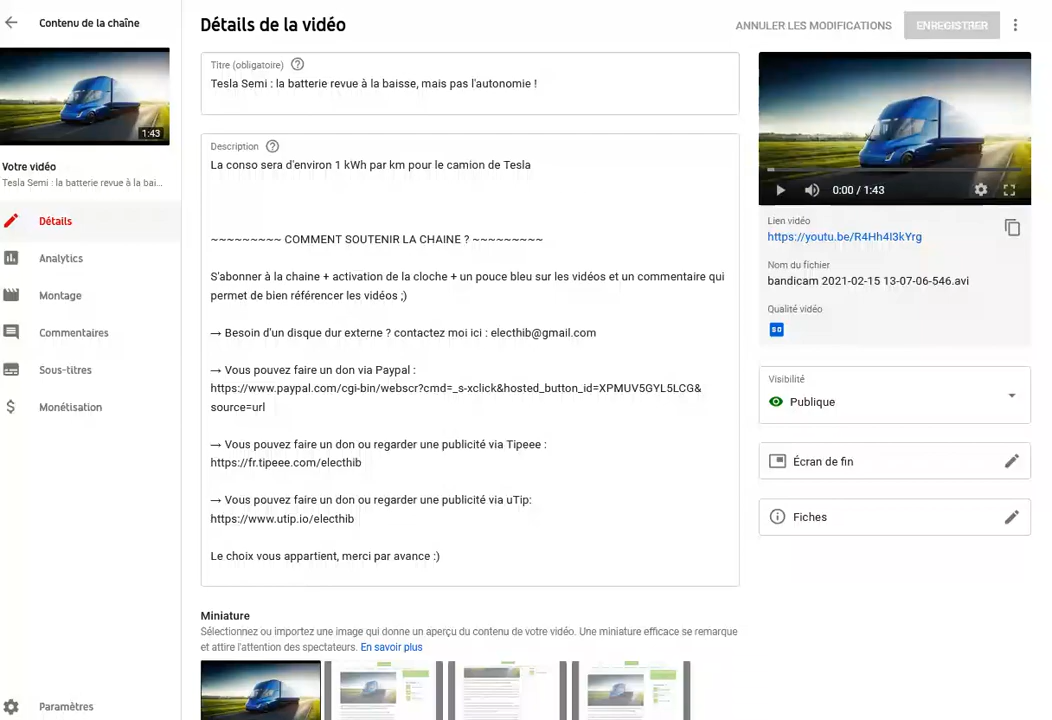 Contenu de la chaîne
1:43
Votre vidéo
Tesla Semi : la batterie revue à la bai...
Détails
Analytics
Montage
Commentaires
Sous-titres
Monétisation
Paramètres
Détails de la vidéo
ANNULER LES MODIFICATIONS
ENREGISTRER
Titre (obligatoire)
Tesla Semi : la batterie revue à la baisse, mais pas l'autonomie !
Description
La conso sera d'environ 1 kWh par km pour le camion de Tesla
~~~~~~~~~ COMMENT SOUTENIR LA CHAINE ? ~~~~~~~~~
S'abonner à la chaine + activation de la cloche + un pouce bleu sur les vidéos et un commentaire qui
permet de bien référencer les vidéos ;)
→ Besoin d'un disque dur externe ? contactez moi ici : electhib@gmail.com
→ Vous pouvez faire un don via Paypal :
https://www.paypal.com/cgi-bin/webscr?cmd=_s-xclick&hosted_button_id=XPMUV5GYL5LCG&
source=url
→ Vous pouvez faire un don ou regarder une publicité via Tipeee :
https://fr.tipeee.com/electhib
→ Vous pouvez faire un don ou regarder une publicité via uTip:
https://www.utip.io/electhib
Le choix vous appartient, merci par avance :)
Miniature
Sélectionnez ou importez une image qui donne un aperçu du contenu de votre vidéo. Une miniature efficace se remarque
et attire l'attention des spectateurs. En savoir plus
0:00 / 1:43
Lien vidéo
https://youtu.be/R4Hh4I3kYrg
Nom du fichier
bandicam 2021-02-15 13-07-06-546.avi
Qualité vidéo
SD
Visibilité
Publique
Écran de fin
Fiches